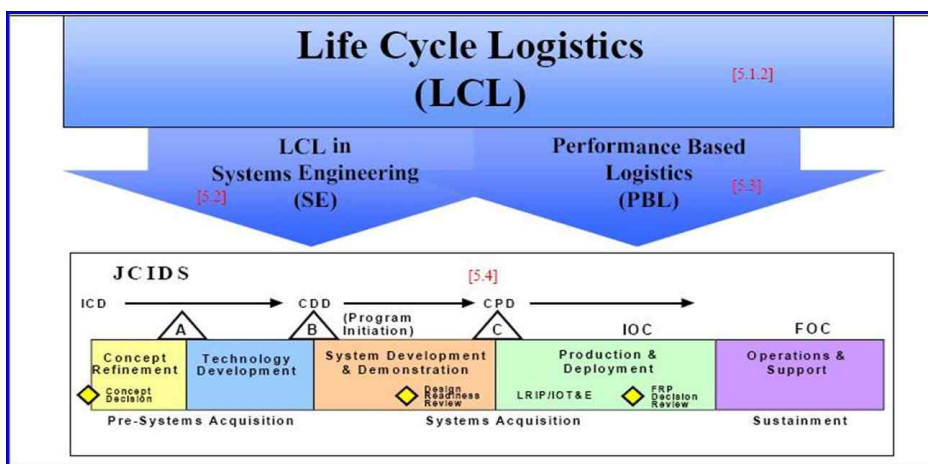 Life Cycle Logistics
(LCL)
[5.1.2]
LCL in
Systems Engineering
(SE)
[5.2]
Performance Based
Logistics
(PBL)
[5.3]
JCIDS
[5.4]
ICD
CDD
CPD
(Program
Initiation)
A
B
C
IOC
FOC
Concept
Refinement
Technology
Development
System Development
& Demonstration
Production &
Deployment
Operations &
Support
Concept
Decision
Design
Readiness
Review
LRIP/IOT&E
FRP
Decision
Review
Pre-Systems Acquisition
Systems Acquisition
Sustainment